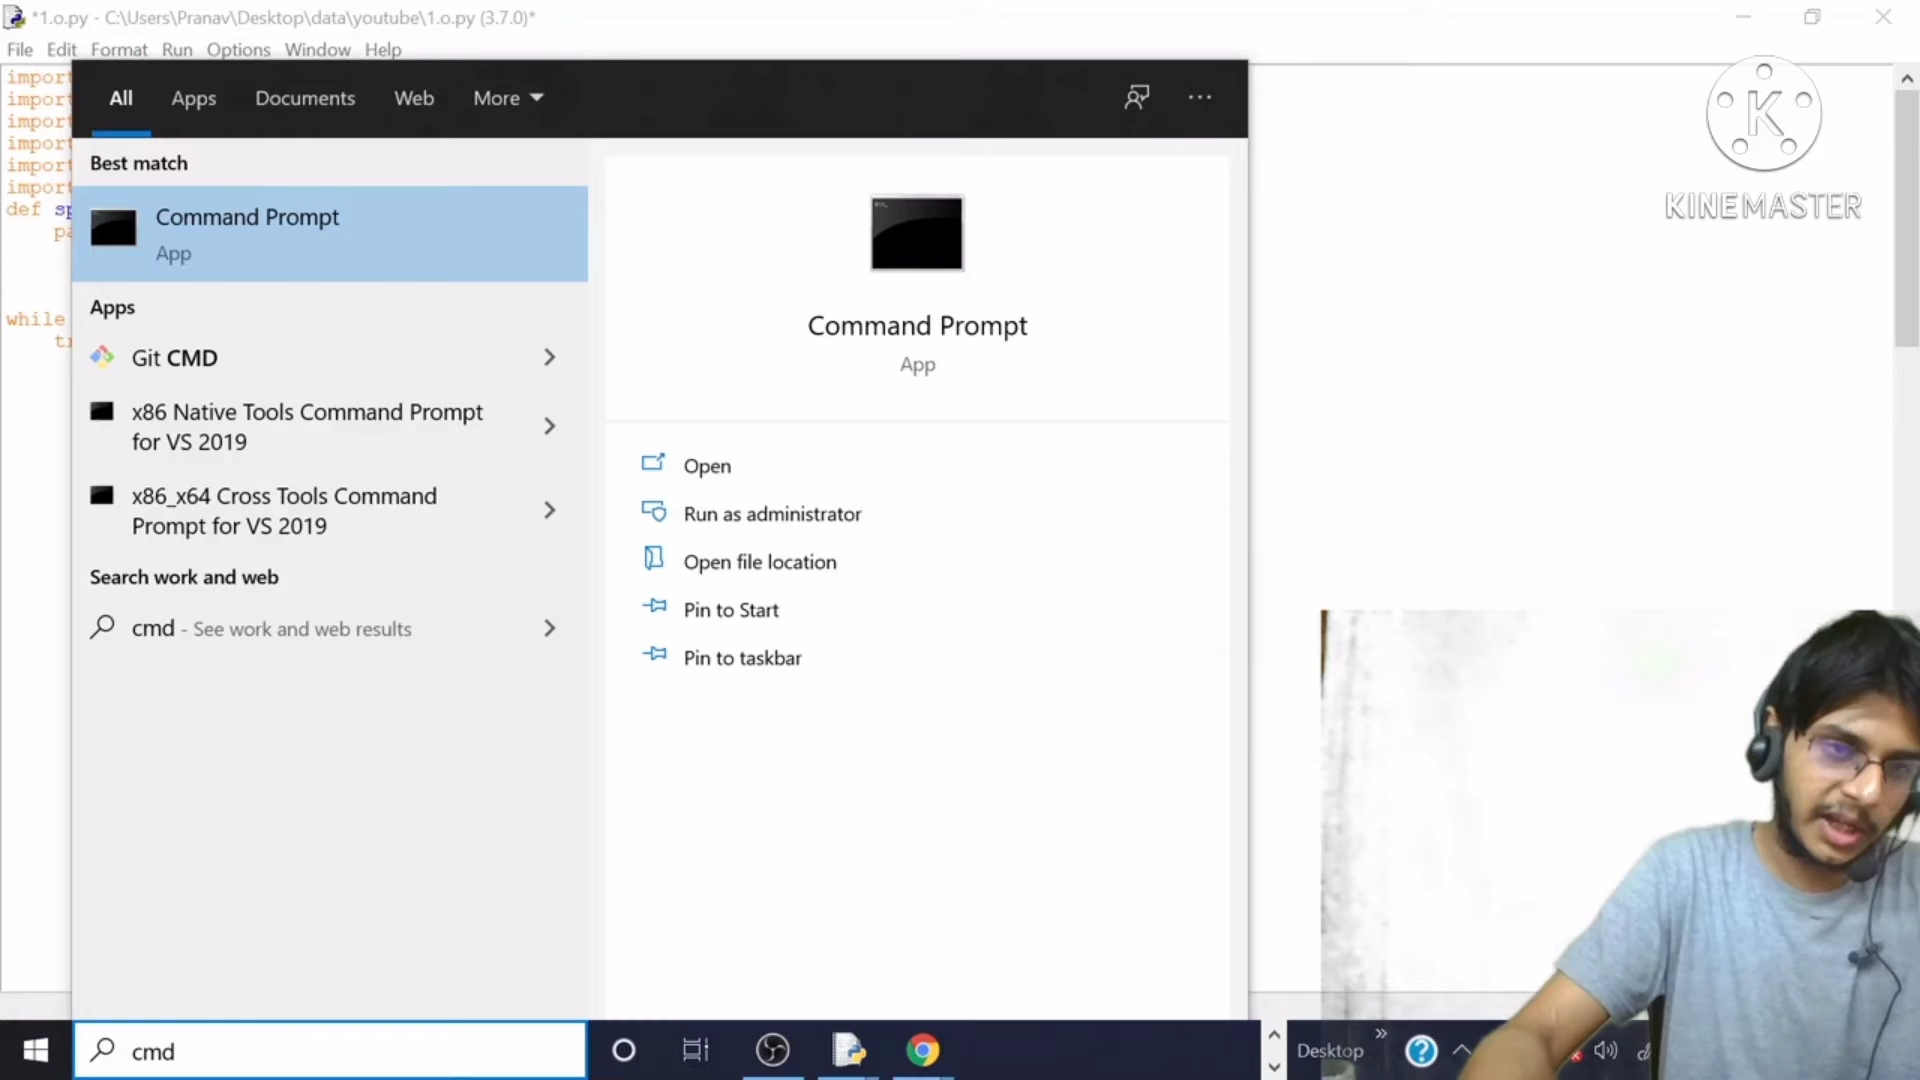 *1.o.py - C:\Users\Pranav\Desktop\data\youtube\1.o.py (3.7.0)*
File Edit Format Run Options Window Help
import
import
import
import
import
import
def sp
pa
while
tr
All Apps Documents Web More
Best match
Command Prompt
App
Apps
Git CMD
x86 Native Tools Command Prompt
for VS 2019
x86_x64 Cross Tools Command
Prompt for VS 2019
Search work and web
cmd - See work and web results
Command Prompt
App
Open
Run as administrator
Open file location
Pin to Start
Pin to taskbar
K
KINEMASTER
cmd
Desktop